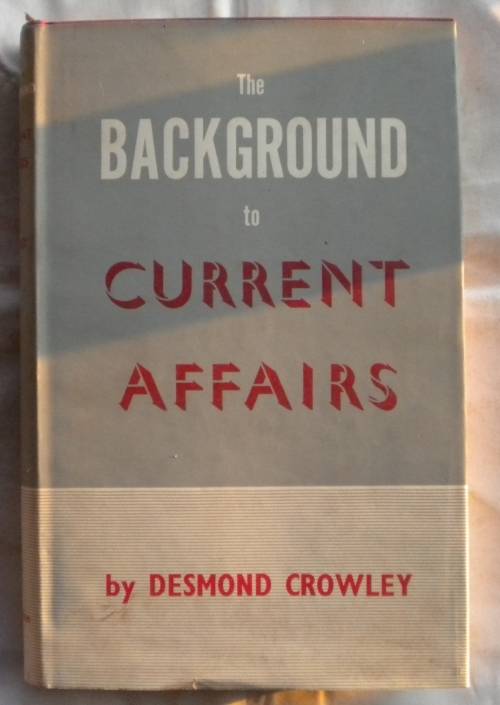 The
BACKGROUND
to
CURRENT
AFFAIRS
by DESMOND CROWLEY